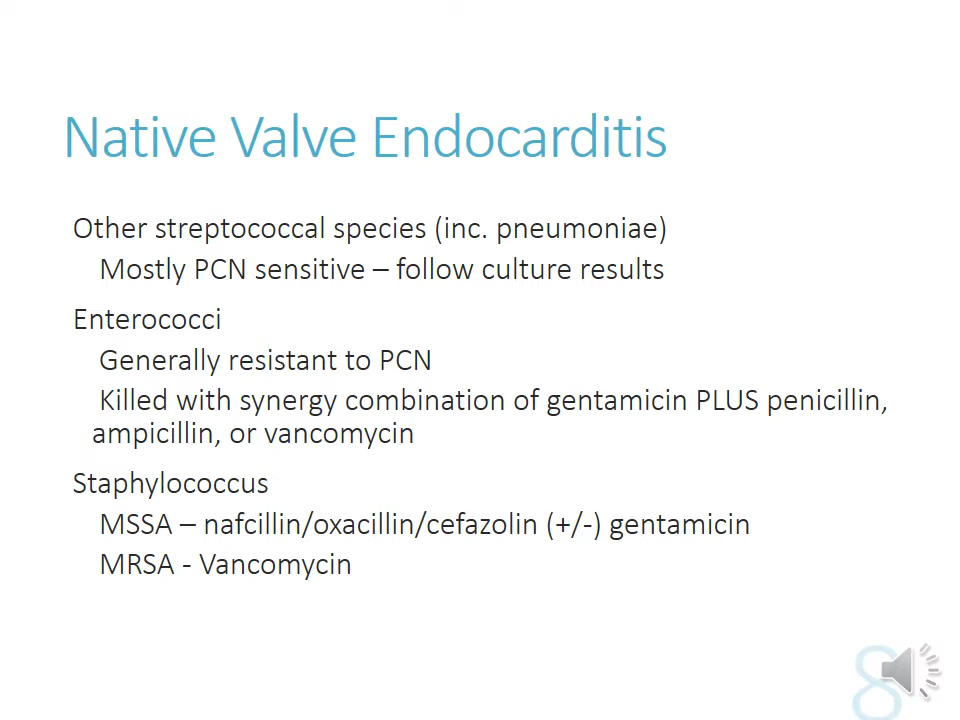 Native Valve Endocarditis
Other streptococcal species (inc. pneumoniae)
Mostly PCN sensitive – follow culture results
Enterococci
Generally resistant to PCN
Killed with synergy combination of gentamicin PLUS penicillin,
ampicillin, or vancomycin
Staphylococcus
MSSA – nafcillin/oxacillin/cefazolin (+/-) gentamicin
MRSA - Vancomycin
8